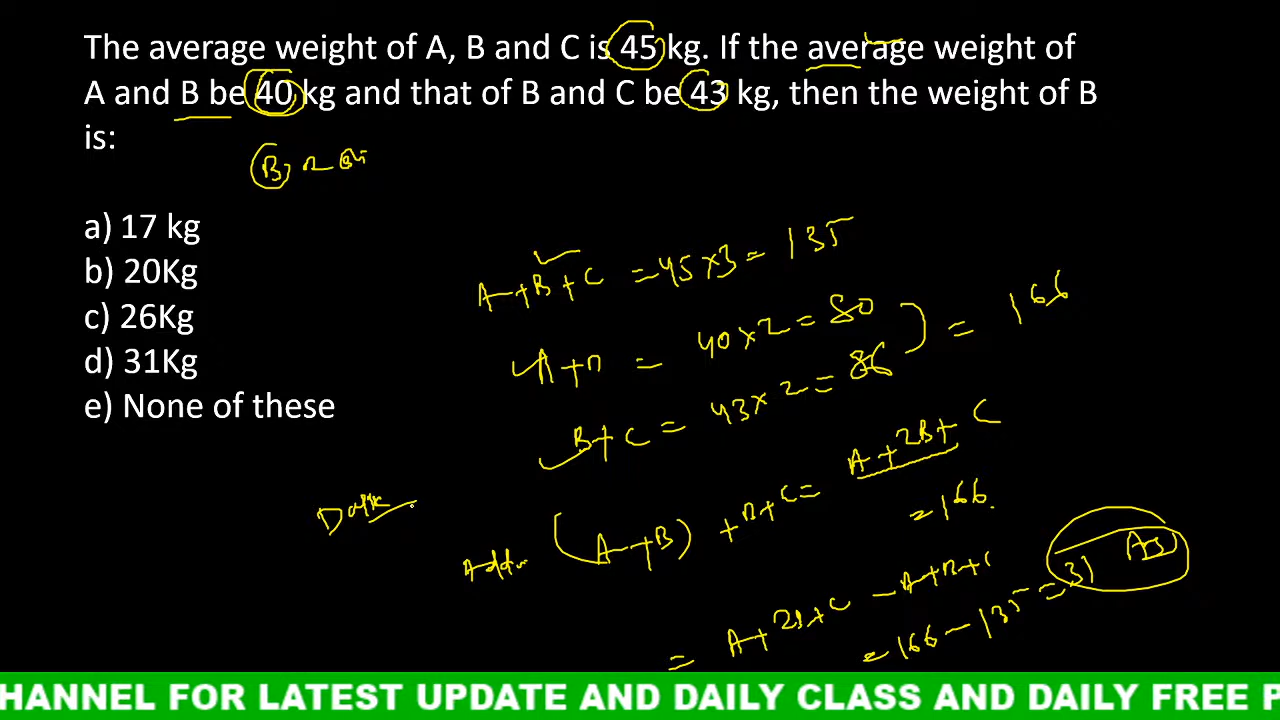 The average weight of A, B and C is 45 kg. If the average weight of
A and B be 40 kg and that of B and C be 43 kg, then the weight of B
is:
B =
a) 17 kg
b) 20Kg
c) 26Kg
d) 31Kg
e) None of these
A+B+C = 45×3 = 135
A+B = 40×2 = 80
B+C = 43×2 = 86
= 166
(A+B) + B+C = A+2B+C
= 166.
= A+2B+C - A+B+C
= 166 - 135 = 31 Ans
HANNEL FOR LATEST UPDATE AND DAILY CLASS AND DAILY FREE P